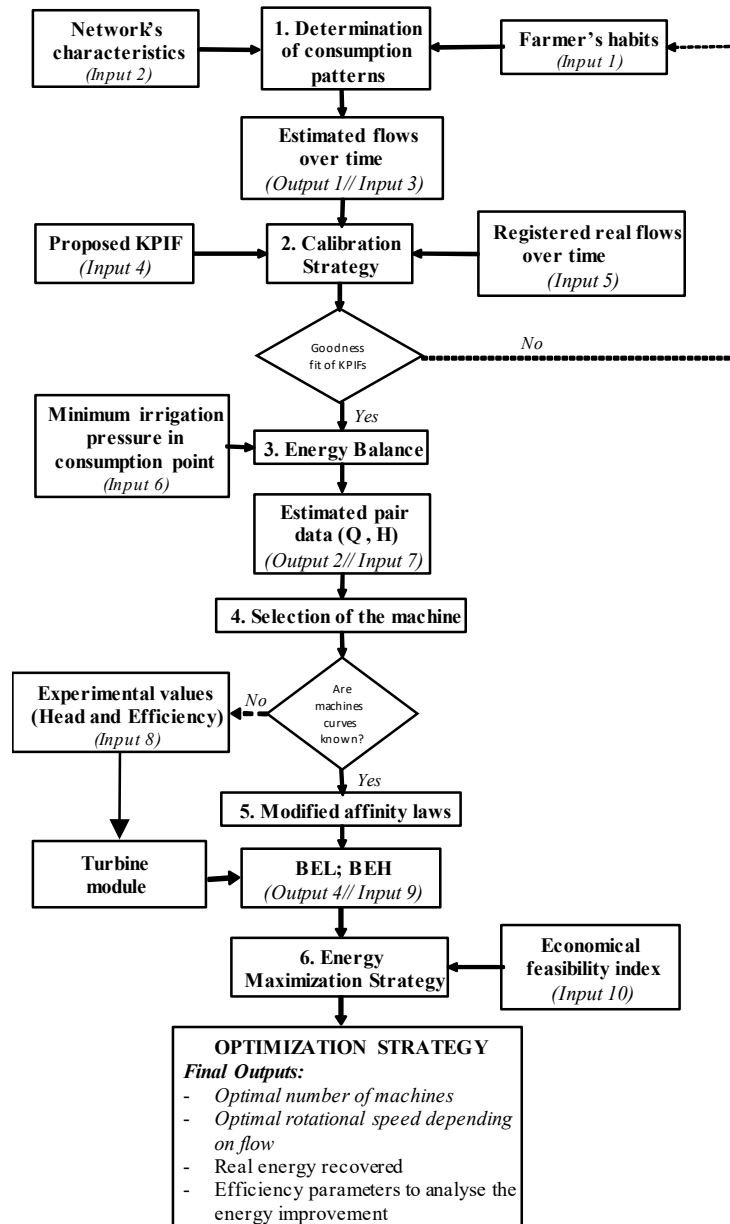 Network's
characteristics
(Input 2)
1. Determination
of consumption
patterns
Farmer's habits
(Input 1)
Estimated flows
over time
(Output 1// Input 3)
Proposed KPIF
(Input 4)
2. Calibration
Strategy
Registered real flows
over time
(Input 5)
Goodness
fit of KPIFs
No
Yes
Minimum irrigation
pressure in
consumption point
(Input 6)
3. Energy Balance
Estimated pair
data (Q , H)
(Output 2// Input 7)
4. Selection of the machine
Experimental values
(Head and Efficiency)
(Input 8)
No
Are
machines
curves
known?
Yes
5. Modified affinity laws
Turbine
module
BEL; BEH
(Output 4// Input 9)
6. Energy
Maximization Strategy
Economical
feasibility index
(Input 10)
OPTIMIZATION STRATEGY
Final Outputs:
- Optimal number of machines
- Optimal rotational speed depending
on flow
- Real energy recovered
- Efficiency parameters to analyse the
energy improvement